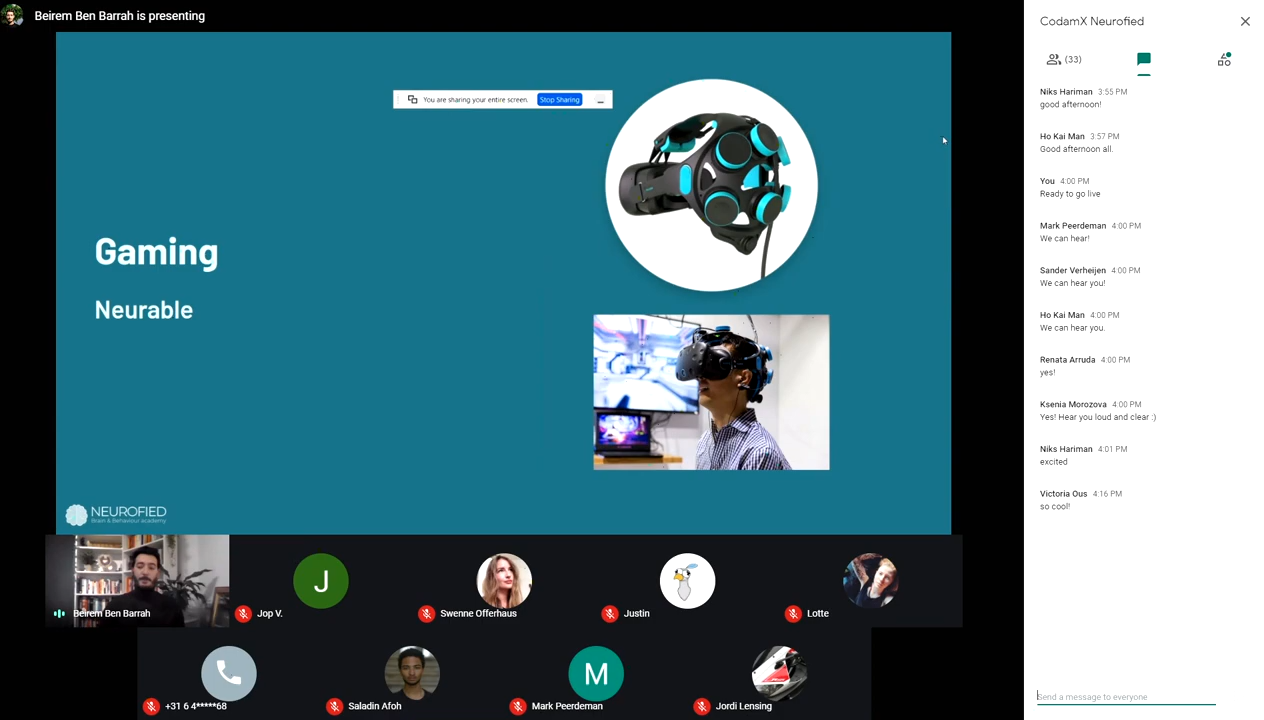 Beirem Ben Barrah is presenting
You are sharing your entire screen. Stop Sharing
Gaming
Neurable
NEUROFIED
Brain & Behaviour academy
Beirem Ben Barrah
J
Jop V.
Swenne Offerhaus
Justin
Lotte
+31 6 4*****68
Saladin Afoh
M
Mark Peerdeman
Jordi Lensing
CodamX Neurofied
(33)
Niks Hariman 3:55 PM
good afternoon!
Ho Kai Man 3:57 PM
Good afternoon all.
You 4:00 PM
Ready to go live
Mark Peerdeman 4:00 PM
We can hear!
Sander Verheijen 4:00 PM
We can hear you!
Ho Kai Man 4:00 PM
We can hear you.
Renata Arruda 4:00 PM
yes!
Ksenia Morozova 4:00 PM
Yes! Hear you loud and clear :)
Niks Hariman 4:01 PM
excited
Victoria Ous 4:16 PM
so cool!
Send a message to everyone